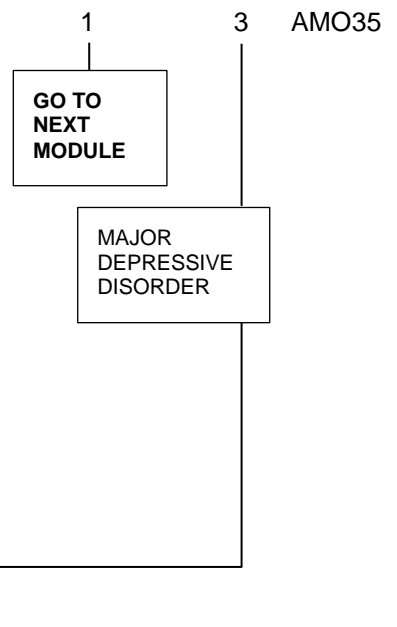 1 3 AMO35
GO TO
NEXT
MODULE
MAJOR
DEPRESSIVE
DISORDER